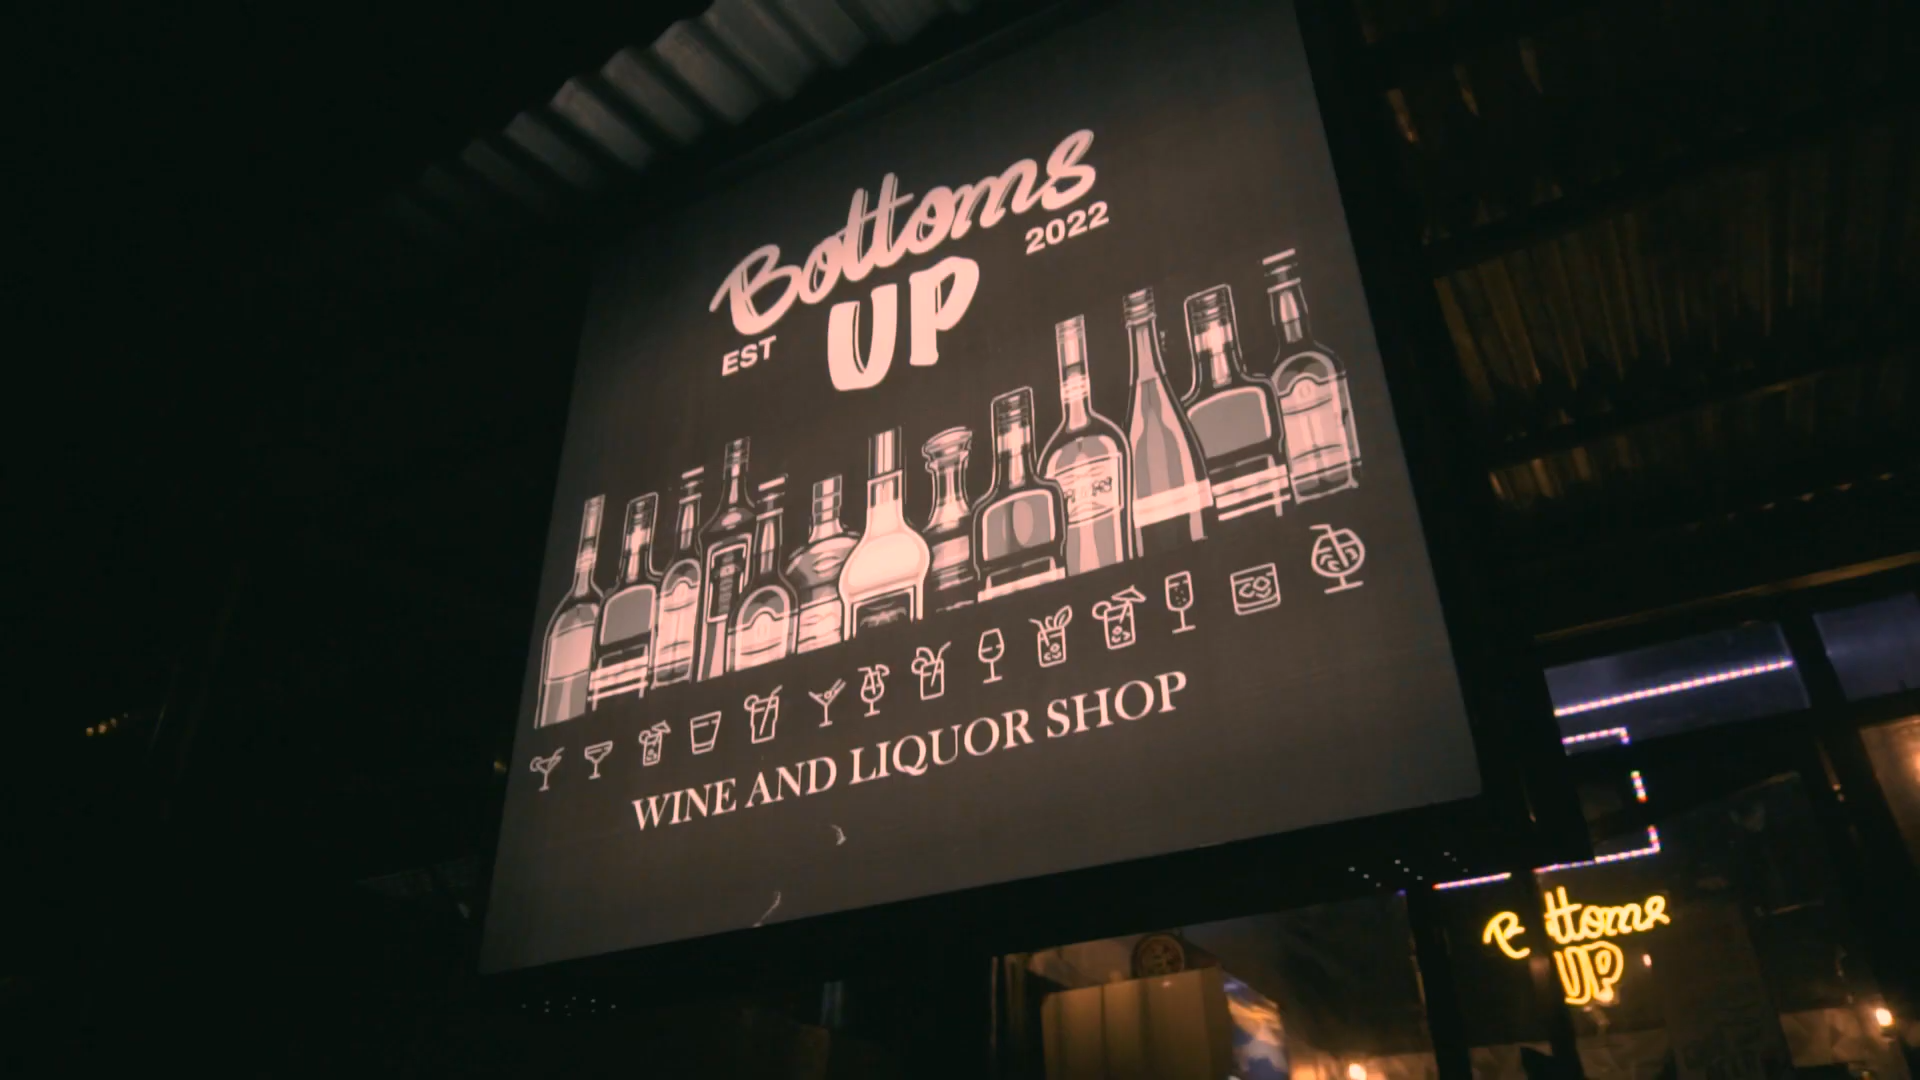 Bottoms
UP
EST 2022
WINE AND LIQUOR SHOP
Bottoms
UP